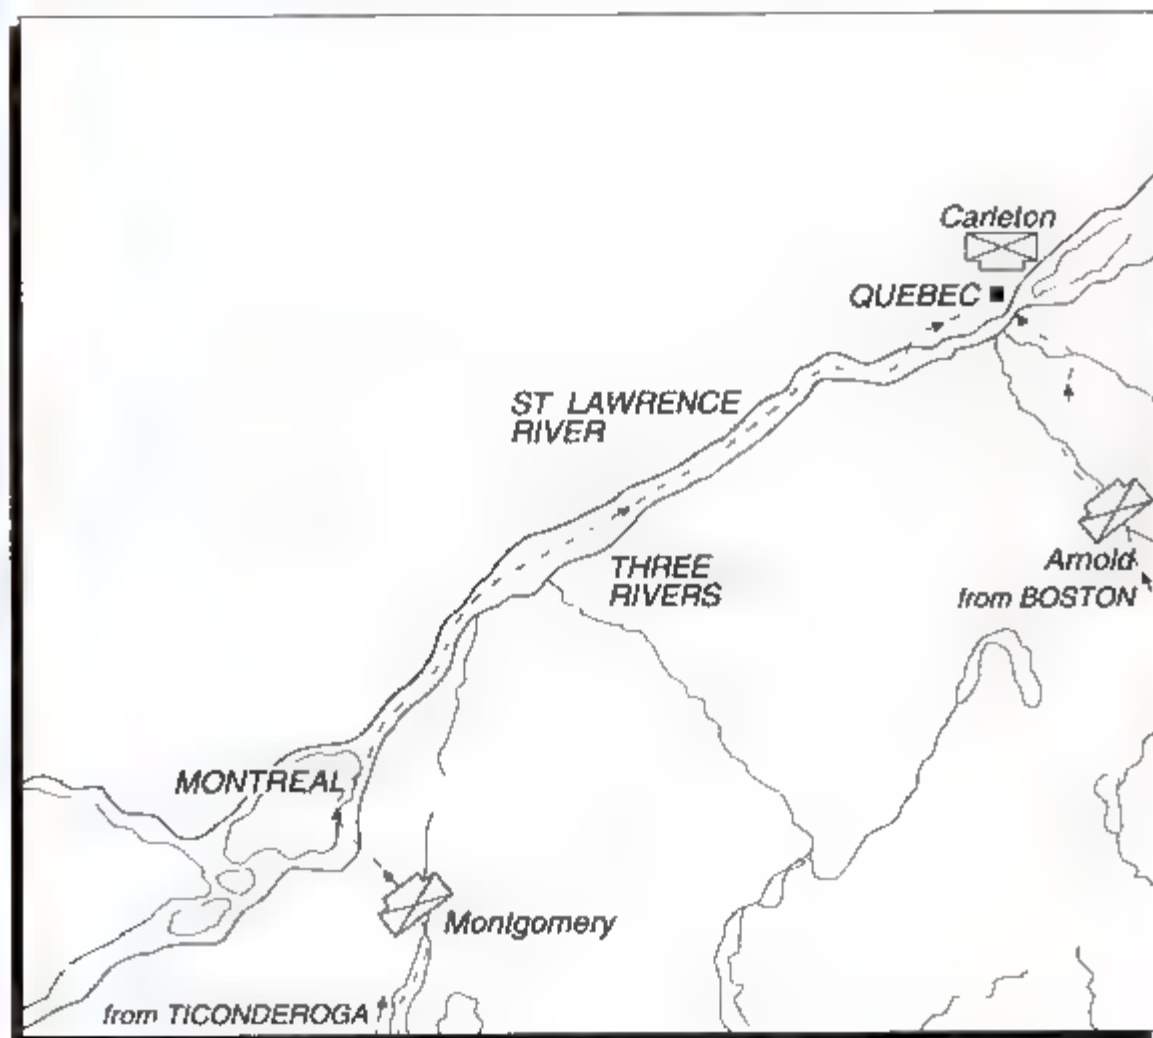 Carleton
QUEBEC
ST LAWRENCE
RIVER
THREE
RIVERS
Arnold
from BOSTON
MONTREAL
Montgomery
from TICONDEROGA